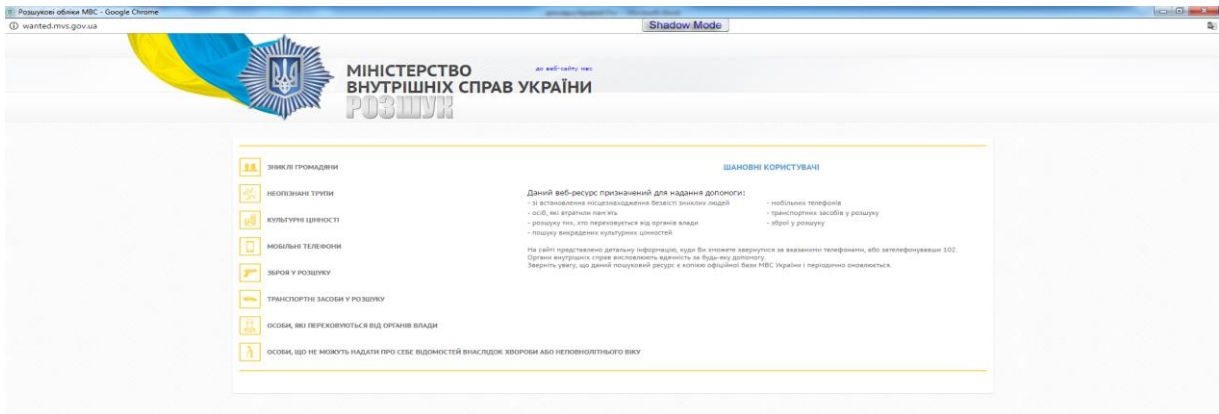 Розшукові обліки МВС - Google Chrome
wanted.mvs.gov.ua
Shadow Mode
МІНІСТЕРСТВО
ВНУТРІШНІХ СПРАВ УКРАЇНИ
РОЗШУК
до веб-сайту мвс
ЗНИКЛІ ГРОМАДЯНИ
НЕОПІЗНАНІ ТРУПИ
КУЛЬТУРНІ ЦІННОСТІ
МОБІЛЬНІ ТЕЛЕФОНИ
ЗБРОЯ У РОЗШУКУ
ТРАНСПОРТНІ ЗАСОБИ У РОЗШУКУ
ОСОБИ, ЯКІ ПЕРЕХОВУЮТЬСЯ ВІД ОРГАНІВ ВЛАДИ
ОСОБИ, ЩО НЕ МОЖУТЬ НАДАТИ ПРО СЕБЕ ВІДОМОСТЕЙ ВНАСЛІДОК ХВОРОБИ АБО НЕПОВНОЛІТНЬОГО ВІКУ
ШАНОВНІ КОРИСТУВАЧІ
Даний веб-ресурс призначений для надання допомоги:
- зі встановлення місцезнаходження безвісті зниклих людей
- осіб, які втратили пам'ять
- розшуку тих, хто переховується від органів влади
- пошуку викрадених культурних цінностей
- мобільних телефонів
- транспортних засобів у розшуку
- зброї у розшуку
На сайті представлено детальну інформацію, куди Ви зможете звернутися за вказаними телефонами, або зателефонувавши 102.
Органи внутрішніх справ висловлюють вдячність за будь-яку допомогу.
Зверніть увагу, що даний пошуковий ресурс є копією офіційної бази МВС України і періодично оновлюється.